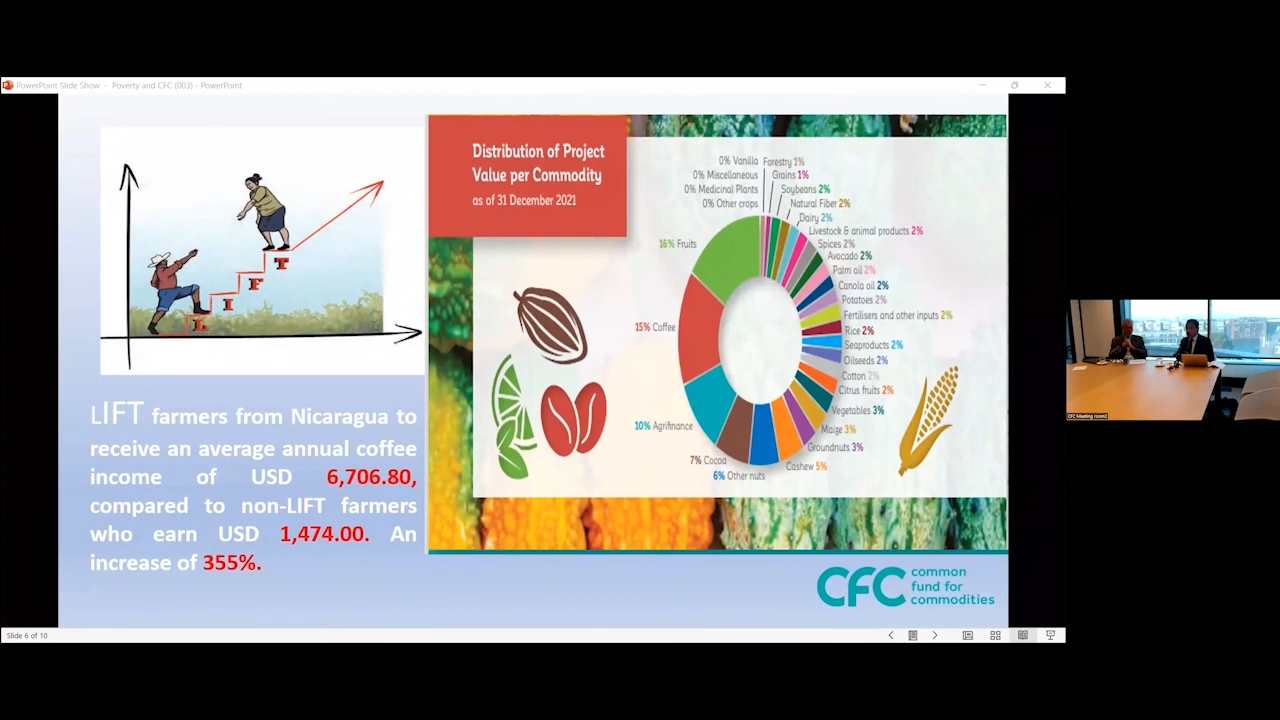 PowerPoint Slide Show - Poverty and CFC (003) - PowerPoint
T
F
I
L
LIFT farmers from Nicaragua to
receive an average annual coffee
income of USD 6,706.80,
compared to non-LIFT farmers
who earn USD 1,474.00. An
increase of 355%.
Distribution of Project
Value per Commodity
as of 31 December 2021
0% Vanilla
0% Miscellaneous
0% Medicinal Plants
0% Other crops
Forestry 1%
Grains 1%
Soybeans 2%
Natural Fiber 2%
Dairy 2%
Livestock & animal products 2%
Spices 2%
Avocado 2%
Palm oil 2%
Canola oil 2%
Potatoes 2%
Fertilisers and other inputs 2%
Rice 2%
Seaproducts 2%
Oilseeds 2%
Cotton 2%
Citrus fruits 2%
Vegetables 3%
Maize 3%
Groundnuts 3%
Cashew 5%
6% Other nuts
7% Cocoa
10% Agrifinance
15% Coffee
16% Fruits
CFC common
fund for
commodities
Slide 6 of 10
CFC Meeting room2